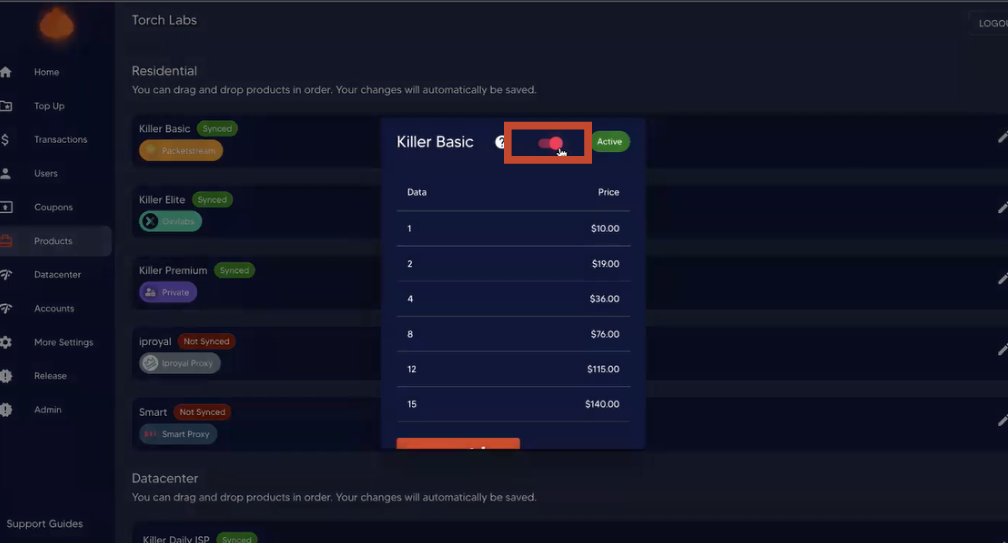 Torch Labs
LOGOU
Home
Top Up
Transactions
Users
Coupons
Products
Datacenter
Accounts
More Settings
Release
Admin
Support Guides
Residential
You can drag and drop products in order. Your changes will automatically be saved.
Killer Basic Synced
Packetstream
Killer Elite Synced
Oxylabs
Killer Premium Synced
Private
iproyal Not Synced
Iproyal Proxy
Smart Not Synced
Smart Proxy
Killer Basic ? Active
Data Price
1 $10.00
2 $19.00
4 $36.00
8 $76.00
12 $115.00
15 $140.00
Datacenter
You can drag and drop products in order. Your changes will automatically be saved.
Killer Daily ISP Synced